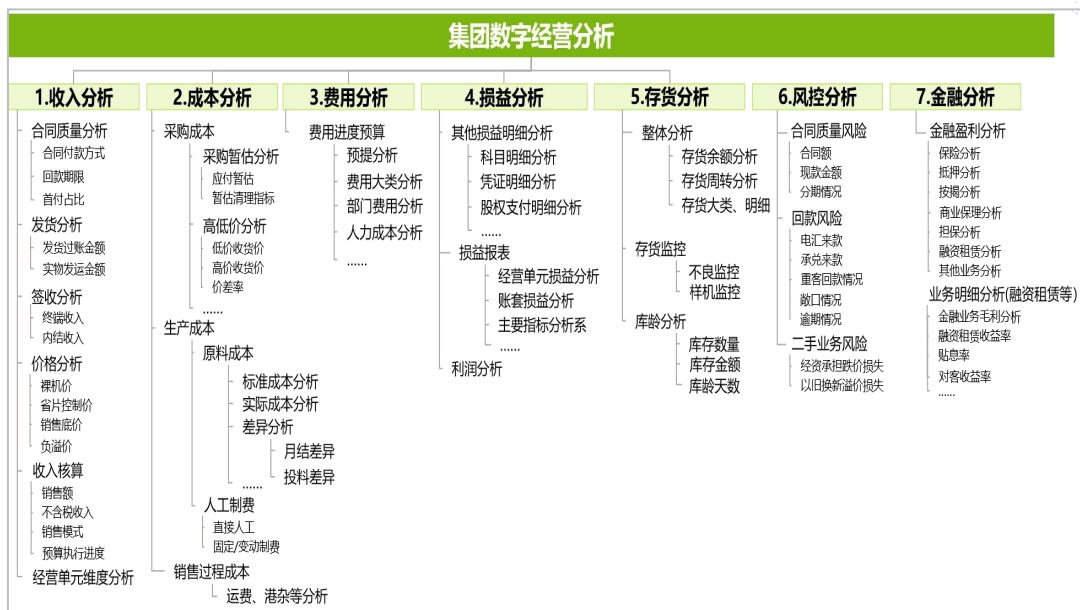 集团数字经营分析
1.收入分析
合同质量分析
合同付款方式
回款期限
首付占比
发货分析
发货过账金额
实物发运金额
签收分析
终端收入
内结收入
价格分析
裸机价
省片控制价
销售底价
负溢价
收入核算
销售额
不含税收入
销售模式
预算执行进度
经营单元维度分析
2.成本分析
采购成本
采购暂估分析
应付暂估
暂估清理指标
高低价分析
低价收货价
高价收货价
价差率
......
生产成本
原料成本
标准成本分析
实际成本分析
差异分析
月结差异
投料差异
......
人工制费
直接人工
固定/变动制费
销售过程成本
运费、港杂等分析
3.费用分析
费用进度预算
预提分析
费用大类分析
部门费用分析
人力成本分析
......
4.损益分析
其他损益明细分析
科目明细分析
凭证明细分析
股权支付明细分析
......
损益报表
经营单元损益分析
账套损益分析
主要指标分析系
......
利润分析
5.存货分析
整体分析
存货余额分析
存货周转分析
存货大类、明细
存货监控
不良监控
样机监控
库龄分析
库存数量
库存金额
库龄天数
6.风控分析
合同质量风险
合同额
现款金额
分期情况
回款风险
电汇来款
承兑来款
重客回款情况
敞口情况
逾期情况
二手业务风险
经资承担跌价损失
以旧换新溢价损失
7.金融分析
金融盈利分析
保险分析
抵押分析
按揭分析
商业保理分析
担保分析
融资租赁分析
其他业务分析
业务明细分析(融资租赁等)
金融业务毛利分析
融资租赁收益率
贴息率
对客收益率
......